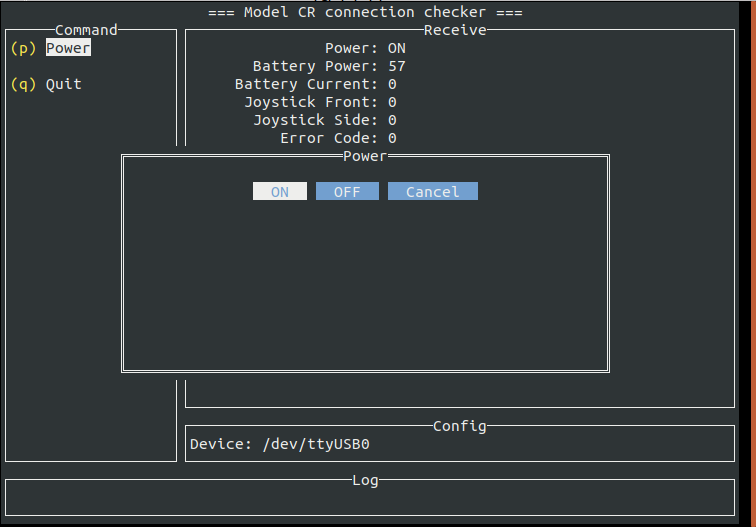 === Model CR connection checker ===
Command
(p) Power
(q) Quit
Receive
Power: ON
Battery Power: 57
Battery Current: 0
Joystick Front: 0
Joystick Side: 0
Error Code: 0
Power
ON OFF Cancel
Config
Device: /dev/ttyUSB0
Log